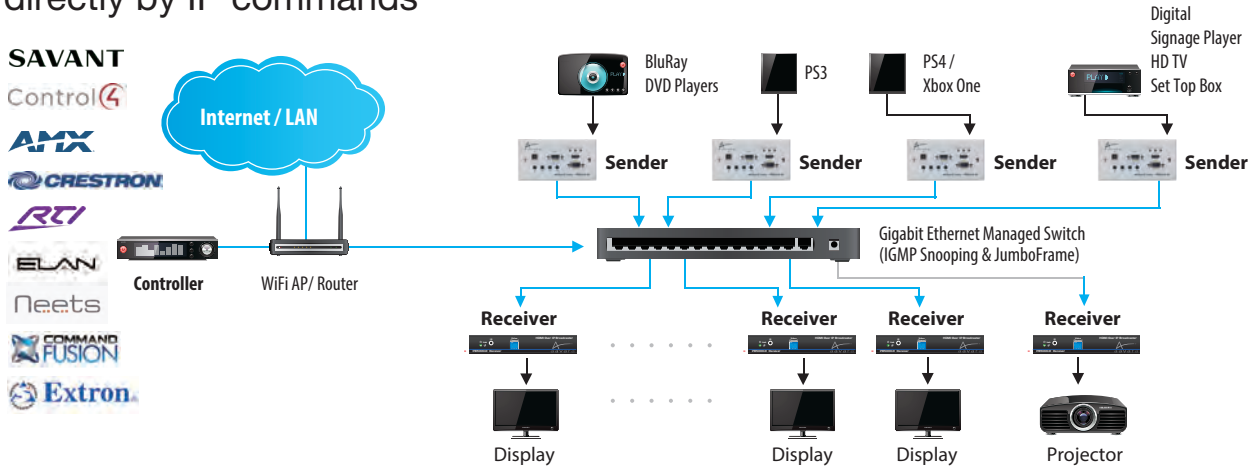 directly by IP commands
SAVANT
Control4
AMX
CRESTRON
RTI
ELAN
Neets
COMMAND
FUSION
Extron
Internet / LAN
Controller
WiFi AP/ Router
BluRay
DVD Players
PS3
PS4 /
Xbox One
Digital
Signage Player
HD TV
Set Top Box
PLAY
PLAY
Sender
Sender
Sender
Sender
Gigabit Ethernet Managed Switch
(IGMP Snooping & JumboFrame)
Receiver
Receiver
Receiver
Receiver
Display
Display
Display
Projector